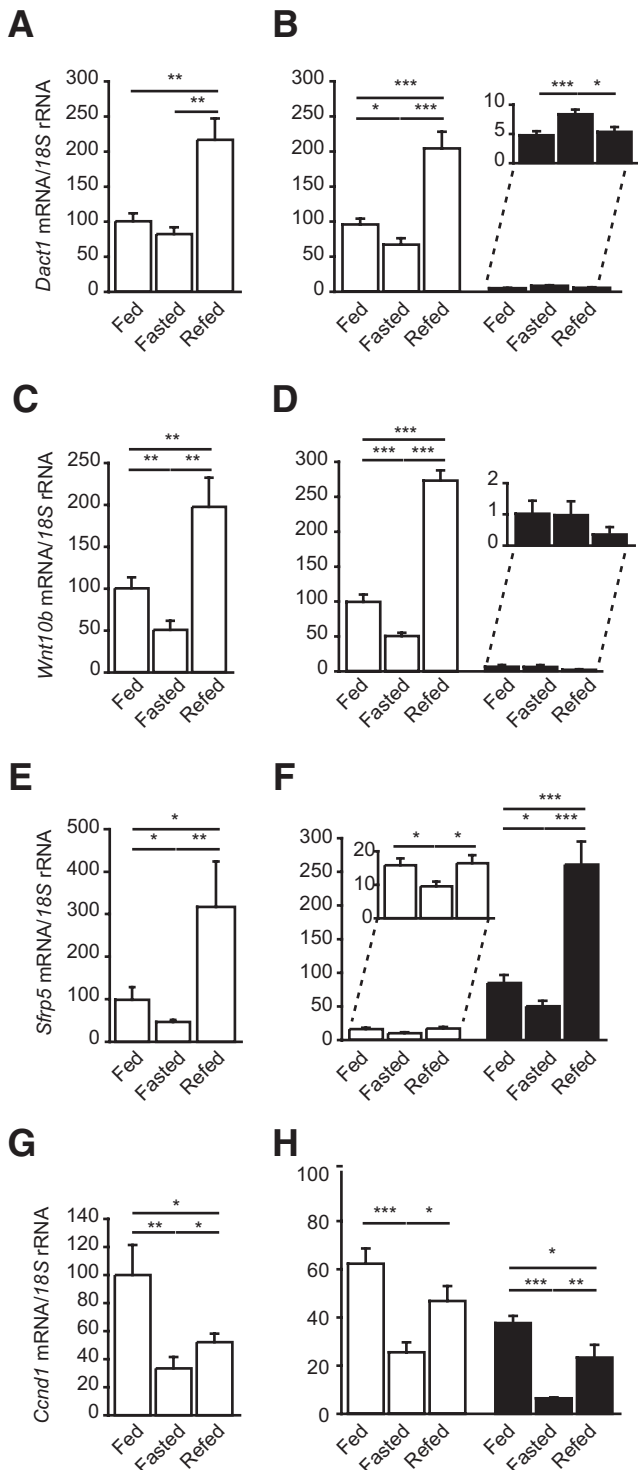 A
B
Dact1 mRNA/18S rRNA
300
250
200
150
100
50
0
**
**
Fed
Fasted
Refed
300
250
200
150
100
50
0
***
* ***
10
5
0
*** *
Fed
Fasted
Refed
Fed
Fasted
Refed
C
D
Wnt10b mRNA/18S rRNA
250
200
150
100
50
0
**
** **
Fed
Fasted
Refed
300
250
200
150
100
50
0
***
*** ***
2
1
0
Fed
Fasted
Refed
Fed
Fasted
Refed
E
F
Sfrp5 mRNA/18S rRNA
500
400
300
200
100
0
*
* **
Fed
Fasted
Refed
300
250
200
150
100
50
0
20
10
0
* *
***
* ***
Fed
Fasted
Refed
Fed
Fasted
Refed
G
H
Ccnd1 mRNA/18S rRNA
140
120
100
80
60
40
20
0
*
** *
Fed
Fasted
Refed
100
80
60
40
20
0
*** *
*
*** **
Fed
Fasted
Refed
Fed
Fasted
Refed